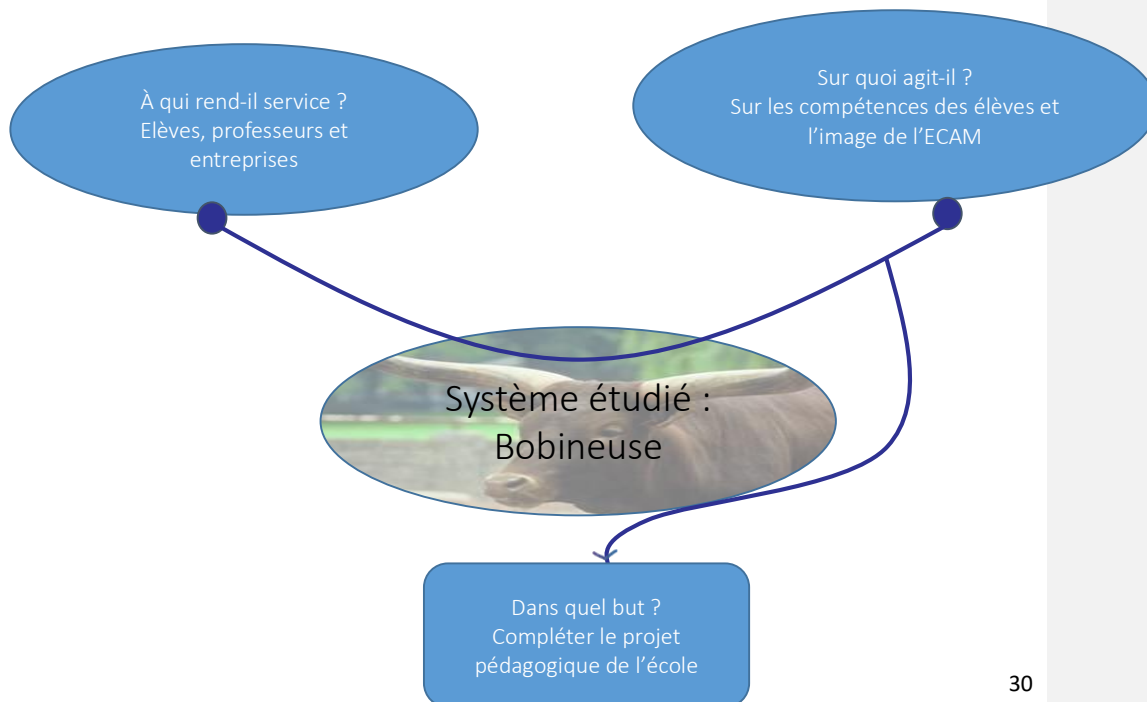 À qui rend-il service ?
Elèves, professeurs et
entreprises
Sur quoi agit-il ?
Sur les compétences des élèves et
l’image de l’ECAM
Système étudié :
Bobineuse
Dans quel but ?
Compléter le projet
pédagogique de l’école
30